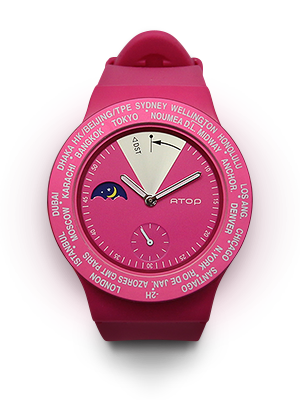 DHAKA HK/BEIJING/TPE SYDNEY WELLINGTON HONOLULU
LOS ANG. CHICAGO N.YORK SANTIAGO -2H- LONDON PARIS ISTANBUL DUBAI
KARACHI BANGKOK TOKYO NOUMEA MIDWAY ANCHOR. DENVER
RIO DE JAN. AZORES GMT MOSCOW
DST
ATOP